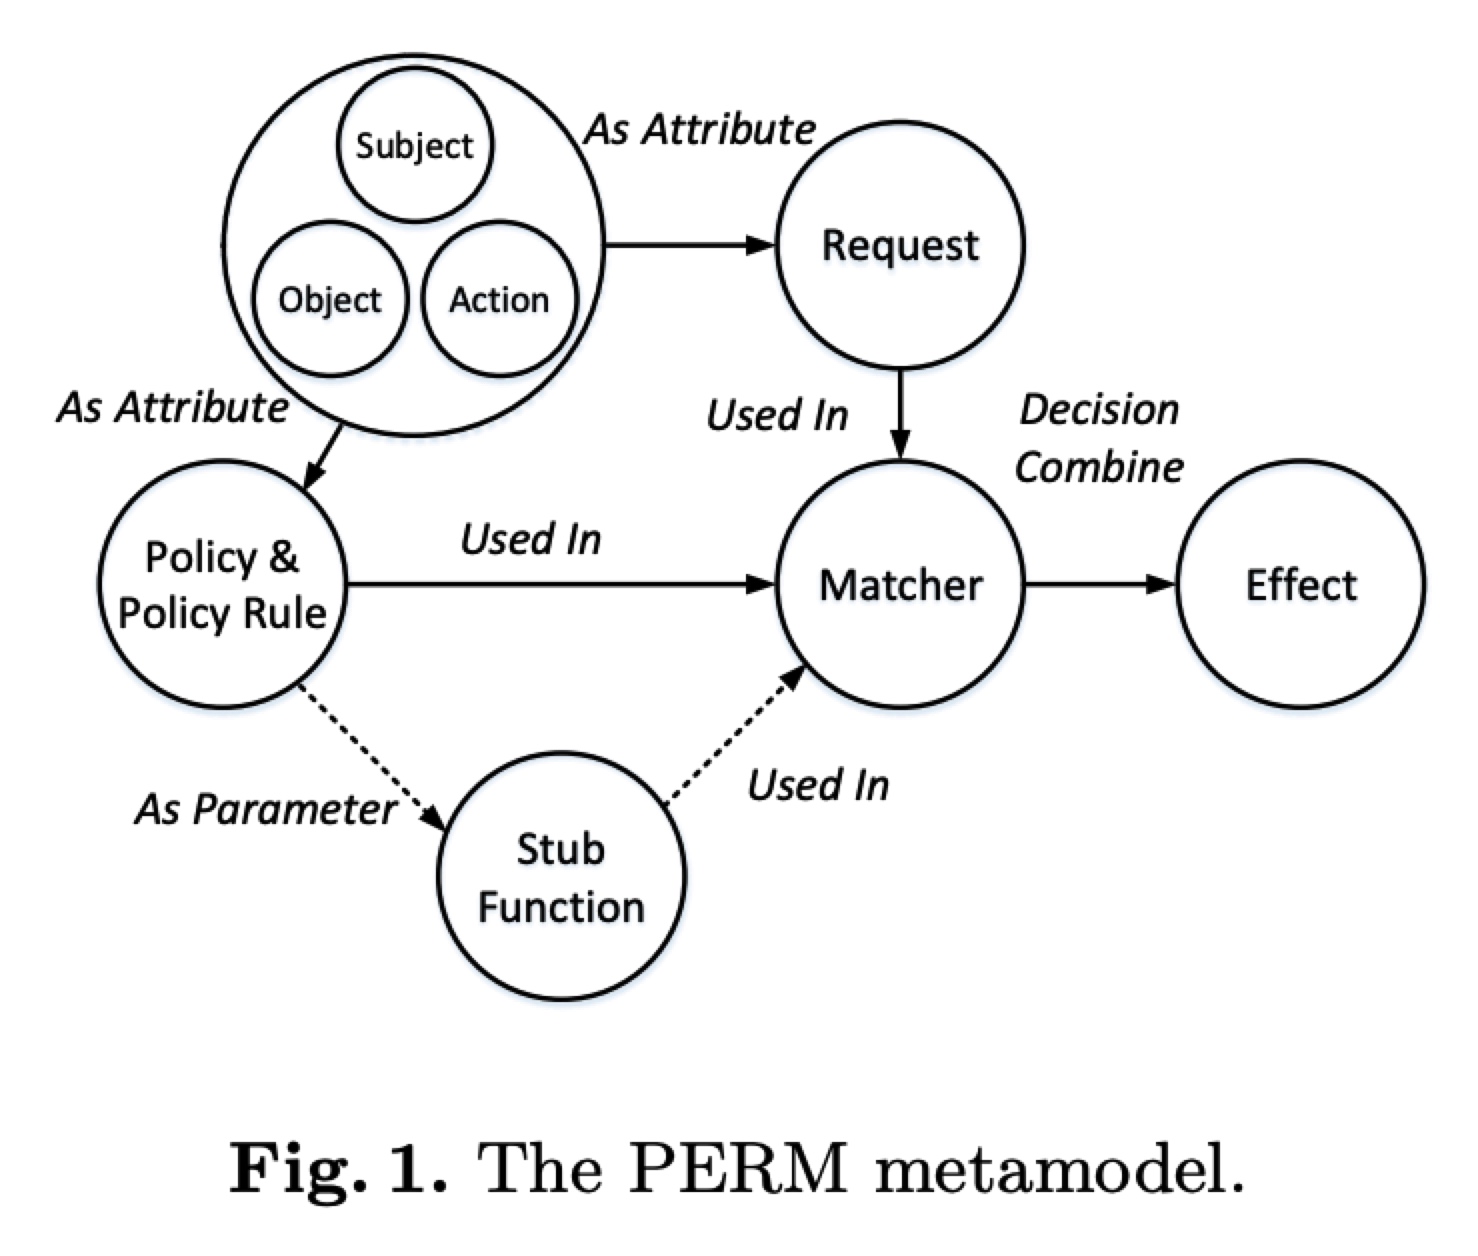 Subject
As Attribute
Request
Object
Action
As Attribute
Used In
Decision
Combine
Policy &
Policy Rule
Used In
Matcher
Effect
As Parameter
Used In
Stub
Function
Fig. 1. The PERM metamodel.